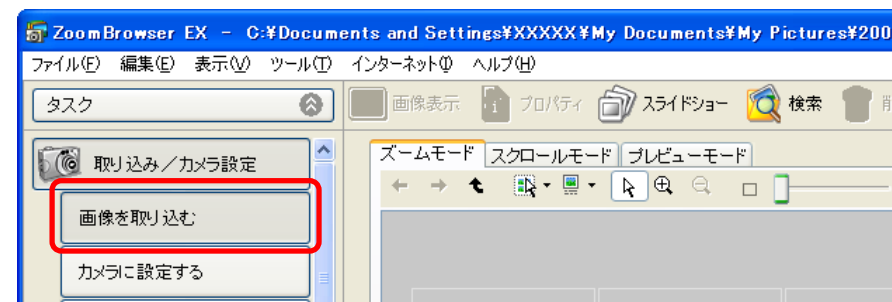 ZoomBrowser EX - C:¥Documents and Settings¥XXXXX¥My Documents¥My Pictures¥200
ファイル(F) 編集(E) 表示(V) ツール(T) インターネット(I) ヘルプ(H)
タスク 画像表示 プロパティ スライドショー 検索 削
取り込み/カメラ設定
ズームモード スクロールモード プレビューモード
画像を取り込む
カメラに設定する